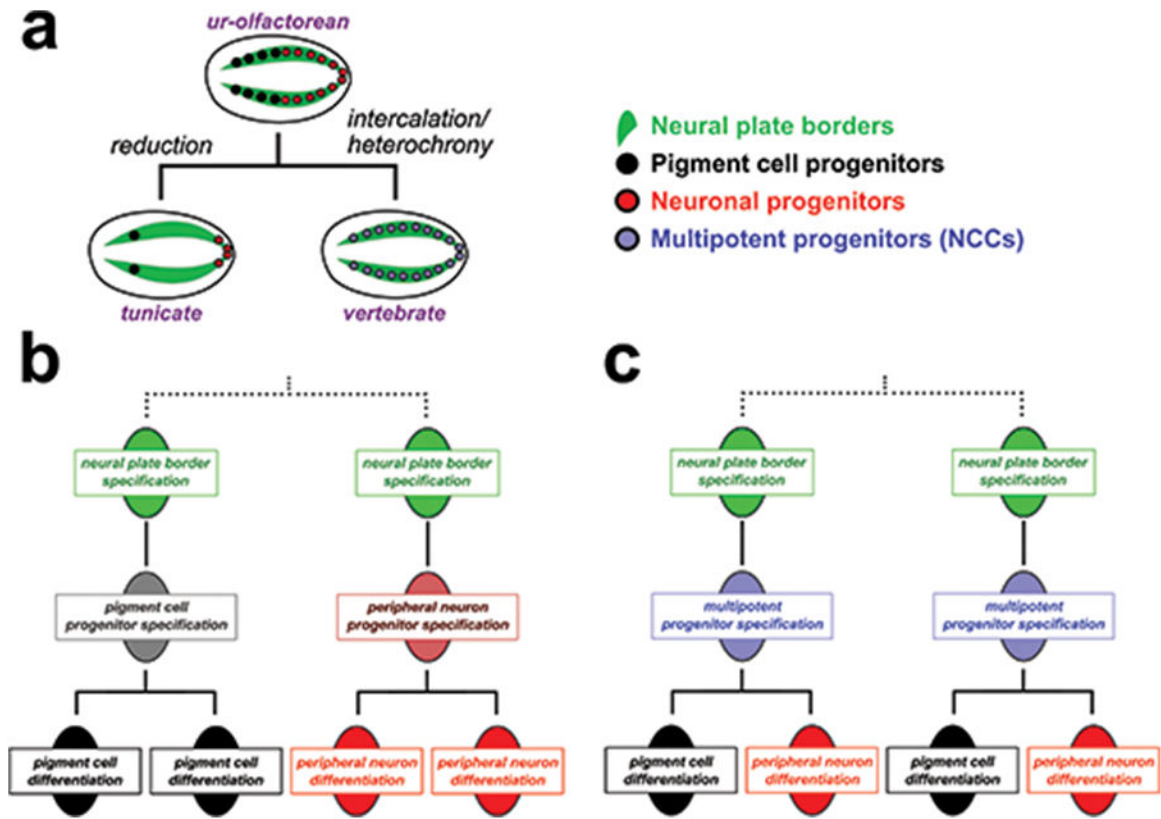 a
ur-olfactorean
reduction
intercalation/
heterochrony
tunicate
vertebrate
Neural plate borders
Pigment cell progenitors
Neuronal progenitors
Multipotent progenitors (NCCs)
b
neural plate border
specification
neural plate border
specification
pigment cell
progenitor specification
peripheral neuron
progenitor specification
pigment cell
differentiation
pigment cell
differentiation
peripheral neuron
differentiation
peripheral neuron
differentiation
c
neural plate border
specification
neural plate border
specification
multipotent
progenitor specification
multipotent
progenitor specification
pigment cell
differentiation
peripheral neuron
differentiation
pigment cell
differentiation
peripheral neuron
differentiation